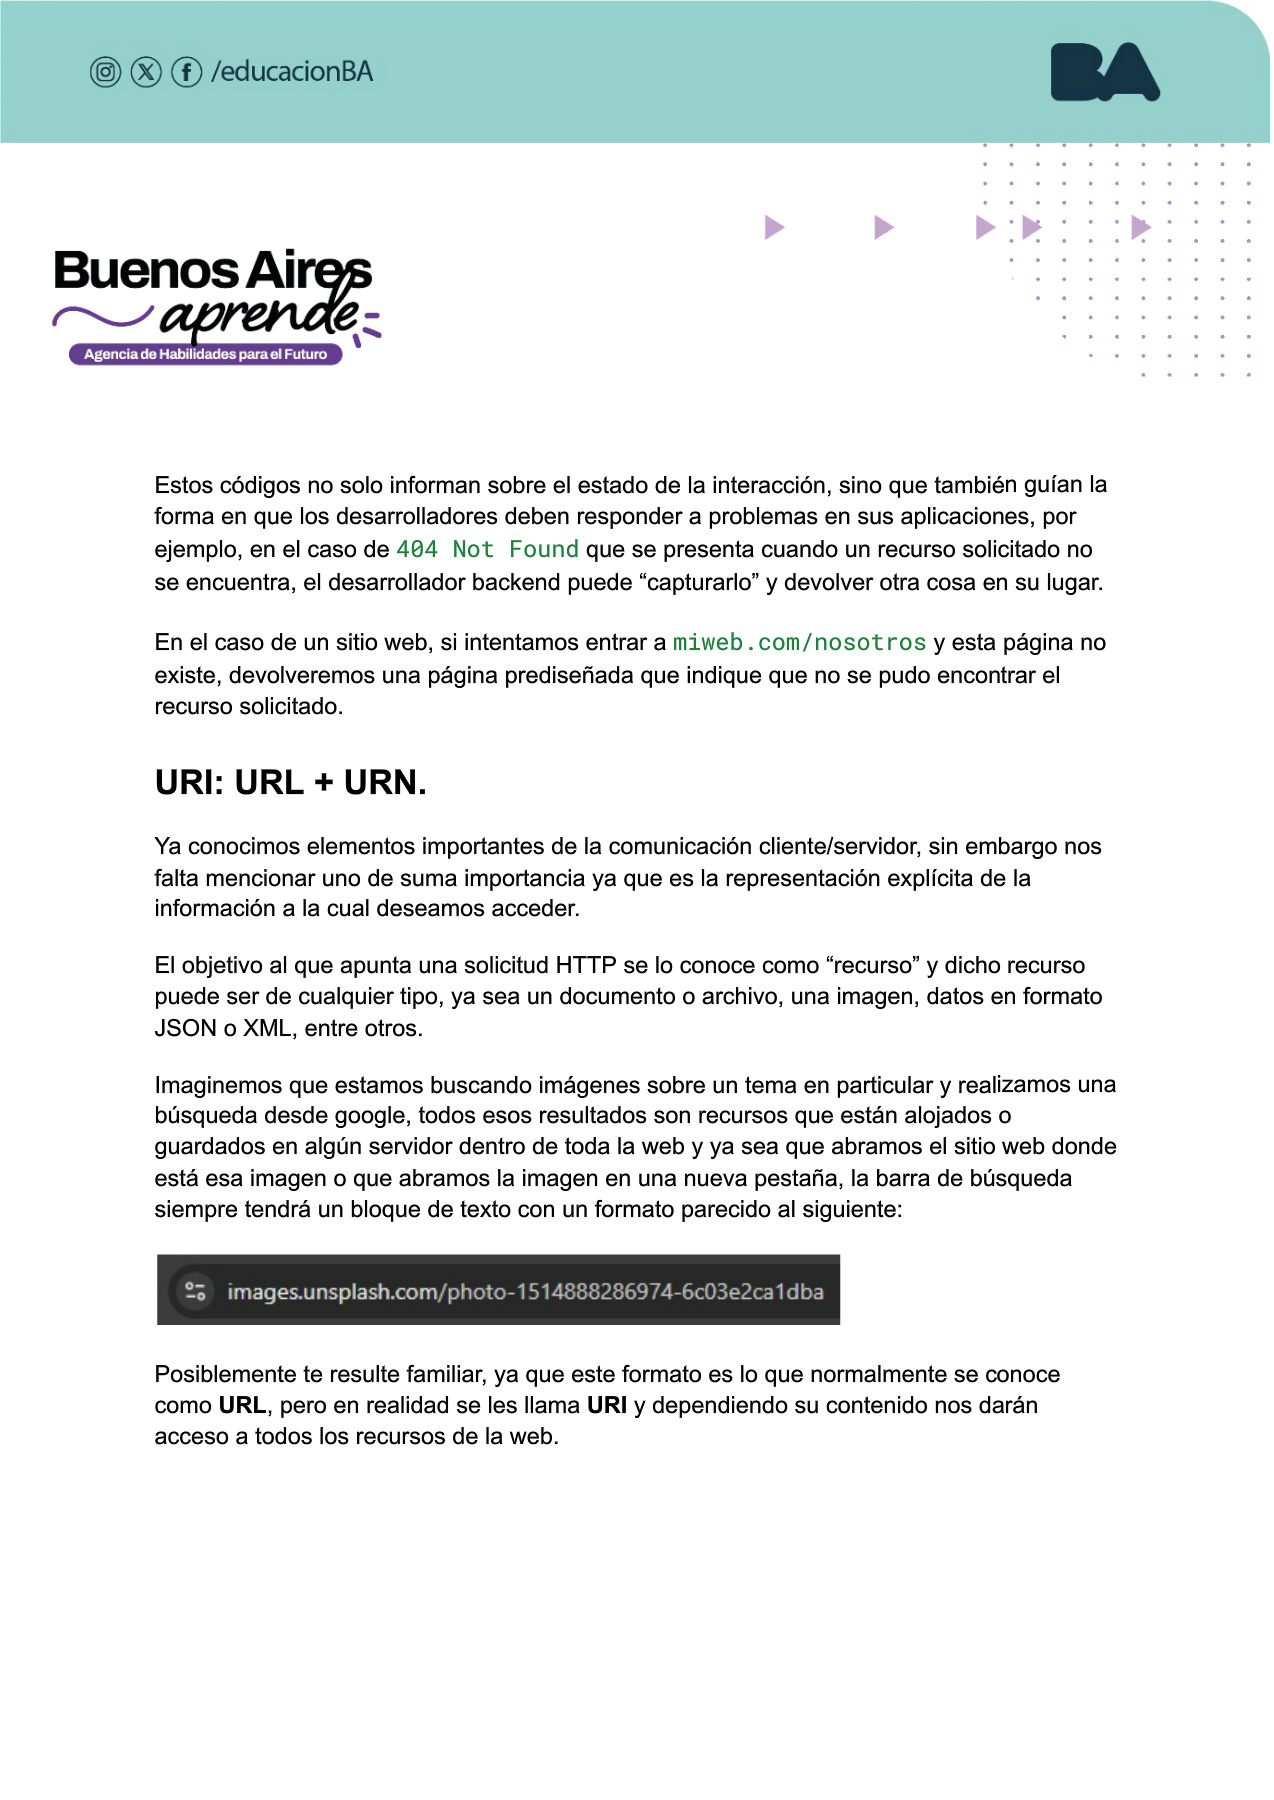 /educacionBA
BA
Buenos Aires
aprende
Agencia de Habilidades para el Futuro
Estos códigos no solo informan sobre el estado de la interacción, sino que también guían la
forma en que los desarrolladores deben responder a problemas en sus aplicaciones, por
ejemplo, en el caso de 404 Not Found que se presenta cuando un recurso solicitado no
se encuentra, el desarrollador backend puede “capturarlo” y devolver otra cosa en su lugar.
En el caso de un sitio web, si intentamos entrar a miweb.com/nosotros y esta página no
existe, devolveremos una página prediseñada que indique que no se pudo encontrar el
recurso solicitado.
URI: URL + URN.
Ya conocimos elementos importantes de la comunicación cliente/servidor, sin embargo nos
falta mencionar uno de suma importancia ya que es la representación explícita de la
información a la cual deseamos acceder.
El objetivo al que apunta una solicitud HTTP se lo conoce como “recurso” y dicho recurso
puede ser de cualquier tipo, ya sea un documento o archivo, una imagen, datos en formato
JSON o XML, entre otros.
Imaginemos que estamos buscando imágenes sobre un tema en particular y realizamos una
búsqueda desde google, todos esos resultados son recursos que están alojados o
guardados en algún servidor dentro de toda la web y ya sea que abramos el sitio web donde
está esa imagen o que abramos la imagen en una nueva pestaña, la barra de búsqueda
siempre tendrá un bloque de texto con un formato parecido al siguiente:
images.unsplash.com/photo-1514888286974-6c03e2ca1dba
Posiblemente te resulte familiar, ya que este formato es lo que normalmente se conoce
como URL, pero en realidad se les llama URI y dependiendo su contenido nos darán
acceso a todos los recursos de la web.